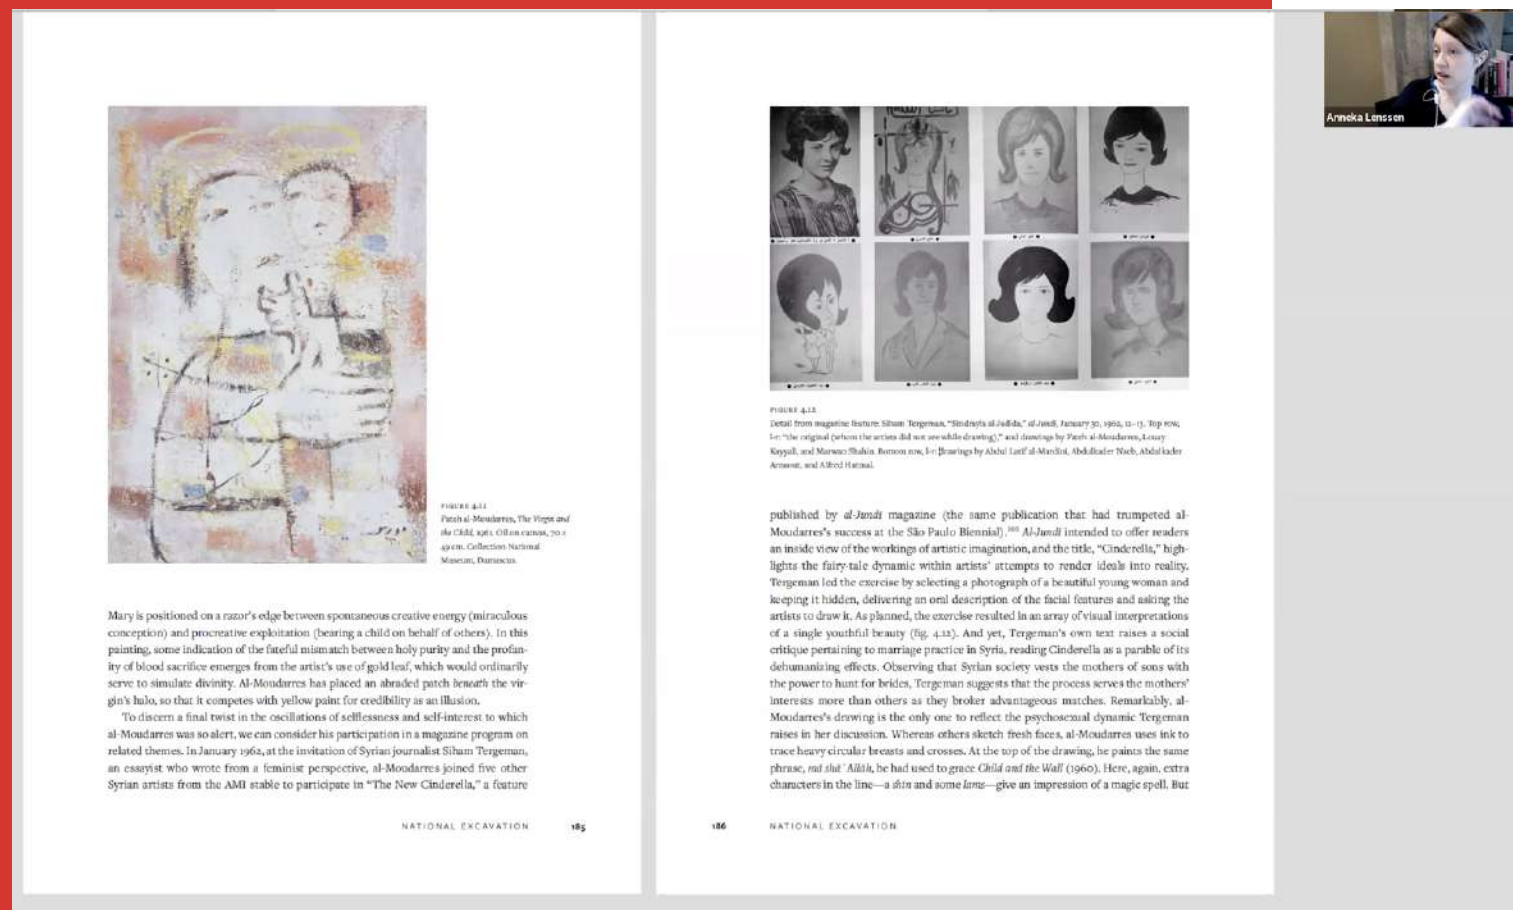 FIGURE 4.11
Fateh al-Moudarres, The Virgin and
the Child, 1961. Oil on canvas, 70 x
49 cm. Collection National
Museum, Damascus.
Mary is positioned on a razor's edge between spontaneous creative energy (miraculous
conception) and procreative exploitation (bearing a child on behalf of others). In this
painting, some indication of the fateful mismatch between holy purity and the profan-
ity of blood sacrifice emerges from the artist's use of gold leaf, which would ordinarily
serve to simulate divinity. Al-Moudarres has placed an abraded patch beneath the vir-
gin's halo, so that it competes with yellow paint for credibility as an illusion.
To discern a final twist in the oscillations of selflessness and self-interest to which
al-Moudarres was so alert, we can consider his participation in a magazine program on
related themes. In January 1962, at the invitation of Syrian journalist Siham Tergeman,
an essayist who wrote from a feminist perspective, al-Moudarres joined five other
Syrian artists from the AMI stable to participate in "The New Cinderella," a feature
NATIONAL EXCAVATION 185
FIGURE 4.12
Detail from magazine feature: Siham Tergeman, "Sindrayla al-Jadida," al-Jundi, January 30, 1962, 12–13. Top row,
l-r: "the original (whom the artists did not see while drawing)," and drawings by Fateh al-Moudarres, Louay
Kayyali, and Marwan Shahin. Bottom row, l-r: Drawings by Abdul Latif al-Mardini, Abdulkader Naeb, Abdulkader
Arnaout, and Alfred Hatmal.
published by al-Jundi magazine (the same publication that had trumpeted al-
Moudarres's success at the São Paulo Biennial). Al-Jundi intended to offer readers
an inside view of the workings of artistic imagination, and the title, "Cinderella," high-
lights the fairy-tale dynamic within artists' attempts to render ideals into reality.
Tergeman led the exercise by selecting a photograph of a beautiful young woman and
keeping it hidden, delivering an oral description of the facial features and asking the
artists to draw it. As planned, the exercise resulted in an array of visual interpretations
of a single youthful beauty (fig. 4.12). And yet, Tergeman's own text raises a social
critique pertaining to marriage practice in Syria, reading Cinderella as a parable of its
dehumanizing effects. Observing that Syrian society vests the mothers of sons with
the power to hunt for brides, Tergeman suggests that the process serves the mothers'
interests more than others as they broker advantageous matches. Remarkably, al-
Moudarres's drawing is the only one to reflect the psychosexual dynamic Tergeman
raises in her discussion. Whereas others sketch fresh faces, al-Moudarres uses ink to
trace heavy circular breasts and crosses. At the top of the drawing, he paints the same
phrase, mā shā' Allāh, he had used to grace Child and the Wall (1960). Here, again, extra
characters in the line—a shīn and some lams—give an impression of a magic spell. But
186 NATIONAL EXCAVATION
Anneka Lenssen